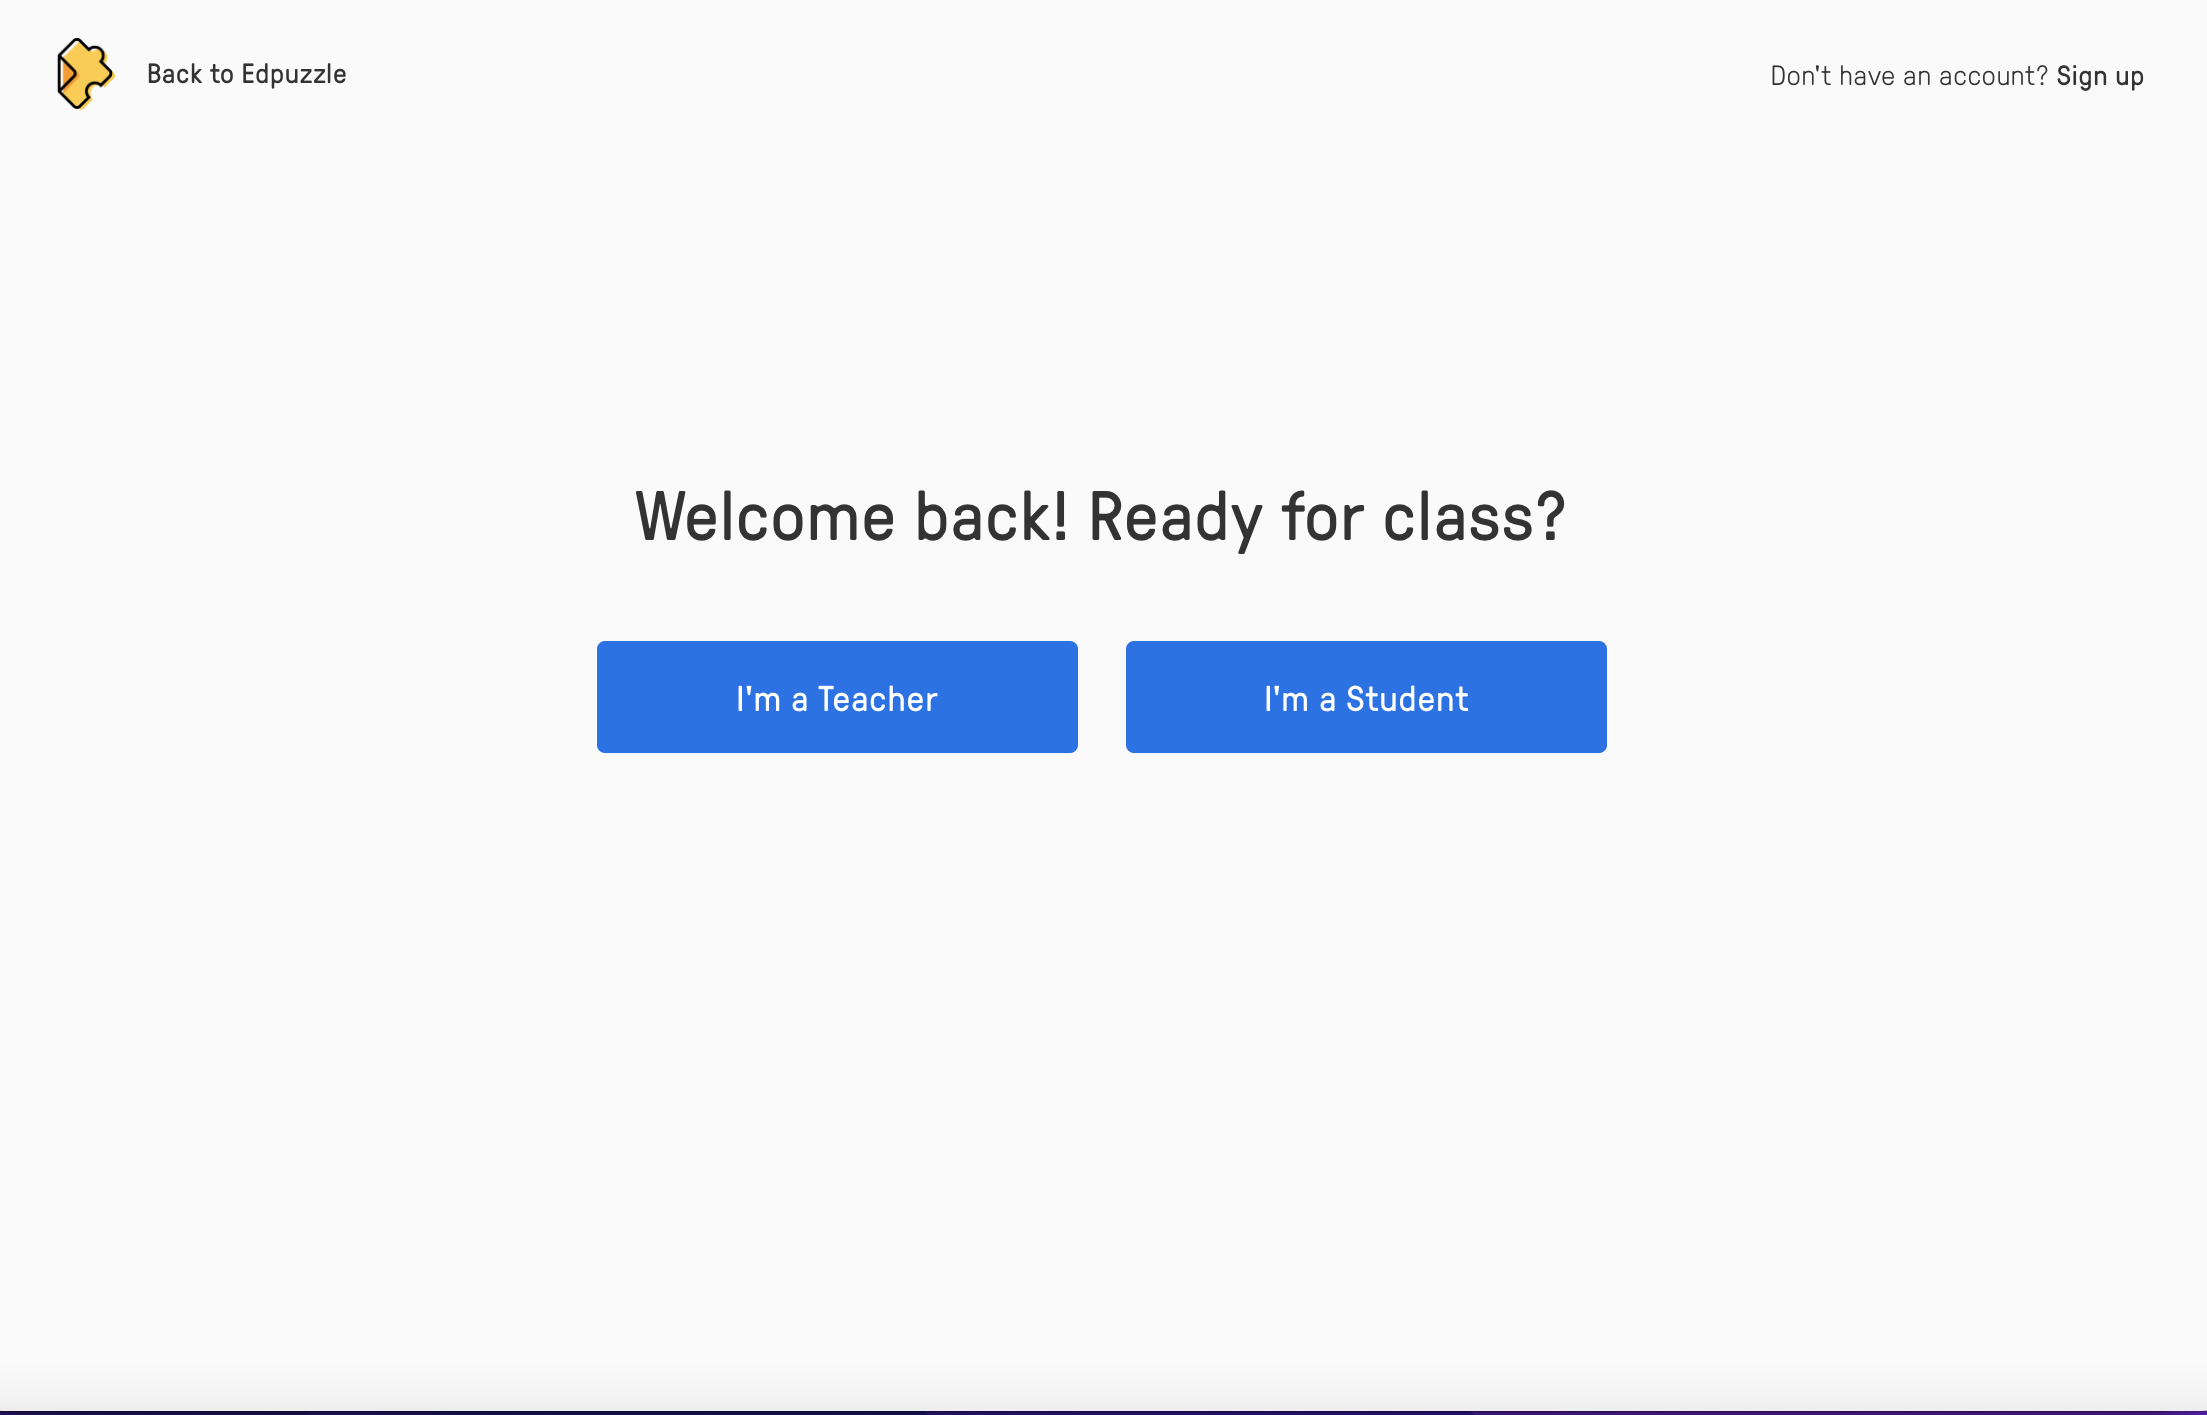 Back to Edpuzzle
Don't have an account? Sign up
Welcome back! Ready for class?
I'm a Teacher
I'm a Student